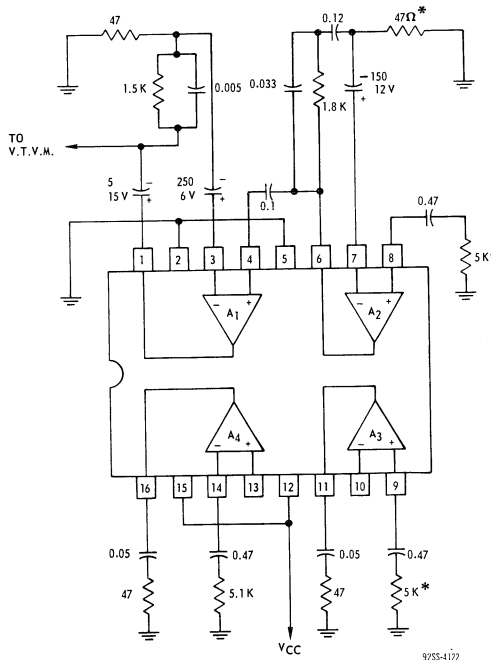 47
0.12
47Ω*
1.5 K
0.005
0.033
1.8 K
− 150
12 V
+
TO
V.T.V.M.
5
15 V
−
+
250
6 V
−
+
0.1
0.47
5 K
1
2
3
4
5
6
7
8
− +
A1
− +
A2
A4
− +
A3
− +
16
15
14
13
12
11
10
9
0.05
0.47
0.05
0.47
47
5.1 K
47
5 K*
VCC
92SS-4122